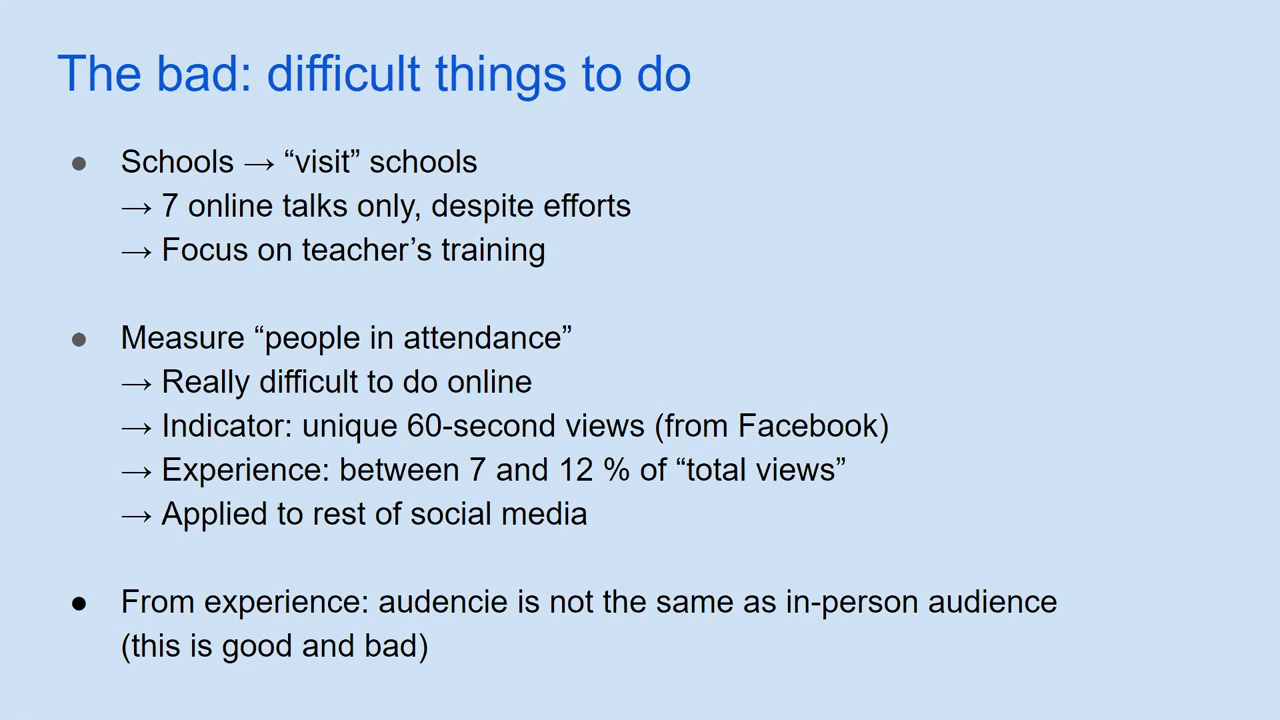 The bad: difficult things to do
● Schools → “visit” schools
→ 7 online talks only, despite efforts
→ Focus on teacher’s training
● Measure “people in attendance”
→ Really difficult to do online
→ Indicator: unique 60-second views (from Facebook)
→ Experience: between 7 and 12 % of “total views”
→ Applied to rest of social media
● From experience: audencie is not the same as in-person audience
(this is good and bad)